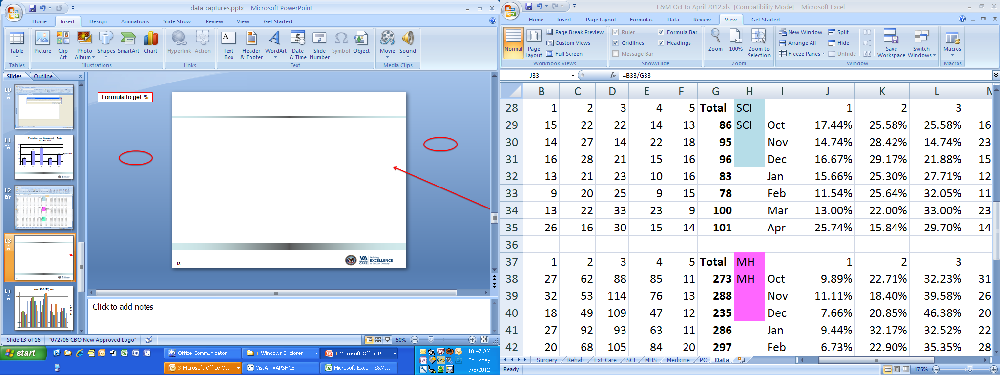 data captures.pptx - Microsoft PowerPoint
Home Insert Design Animations Slide Show Review View Get Started
Table Picture Clip Art Photo Album Shapes SmartArt Chart Hyperlink Action Text Box Header & Footer WordArt Date & Time Slide Number Symbol Object Movie Sound
Tables Illustrations Links Text Media Clips
Slides Outline
10
11
12
13
14
Formula to get %
13
VA
HEALTH
CARE
Defining
EXCELLENCE
in the 21st Century
Click to add notes
Slide 13 of 16 "072706 CBO New Approved Logo" 50%
start
Office Communicator 4 Windows Explorer 4 Microsoft Office P...
3 Microsoft Office O... VistA - VAPSHCS - Microsoft Excel - E&M...
10:47 AM
Thursday
7/5/2012
E&M Oct to April 2012.xls [Compatibility Mode] - Microsoft Excel
Home Insert Page Layout Formulas Data Review View Get Started
Normal Page Layout Page Break Preview Custom Views Full Screen
Ruler Gridlines Message Bar Formula Bar Headings
Zoom 100% Zoom to Selection
New Window Arrange All Freeze Panes Split Hide Unhide
Save Workspace Switch Windows Macros
Workbook Views Show/Hide Zoom Window Macros
J33 fx =B33/G33
B C D E F G H I J K L
28 1 2 3 4 5 Total SCI 1 2 3
29 15 22 22 14 13 86 SCI Oct 17.44% 25.58% 25.58% 16
30 14 27 14 22 18 95 Nov 14.74% 28.42% 14.74% 23
31 16 28 21 15 16 96 Dec 16.67% 29.17% 21.88% 15
32 13 21 23 10 16 83 Jan 15.66% 25.30% 27.71% 12
33 9 20 25 9 15 78 Feb 11.54% 25.64% 32.05% 11
34 13 22 33 23 9 100 Mar 13.00% 22.00% 33.00% 23
35 26 16 30 15 14 101 Apr 25.74% 15.84% 29.70% 14
36
37 1 2 3 4 5 Total MH 1 2 3
38 27 62 88 85 11 273 MH Oct 9.89% 22.71% 32.23% 31
39 32 53 114 76 13 288 Nov 11.11% 18.40% 39.58% 26
40 18 49 109 47 12 235 Dec 7.66% 20.85% 46.38% 20
41 27 92 93 63 11 286 Jan 9.44% 32.17% 32.52% 22
42 20 68 105 84 20 297 Feb 6.73% 22.90% 35.35% 28
Surgery Rehab Ext Care SCI MHS Medicine PC Data
Ready 175%